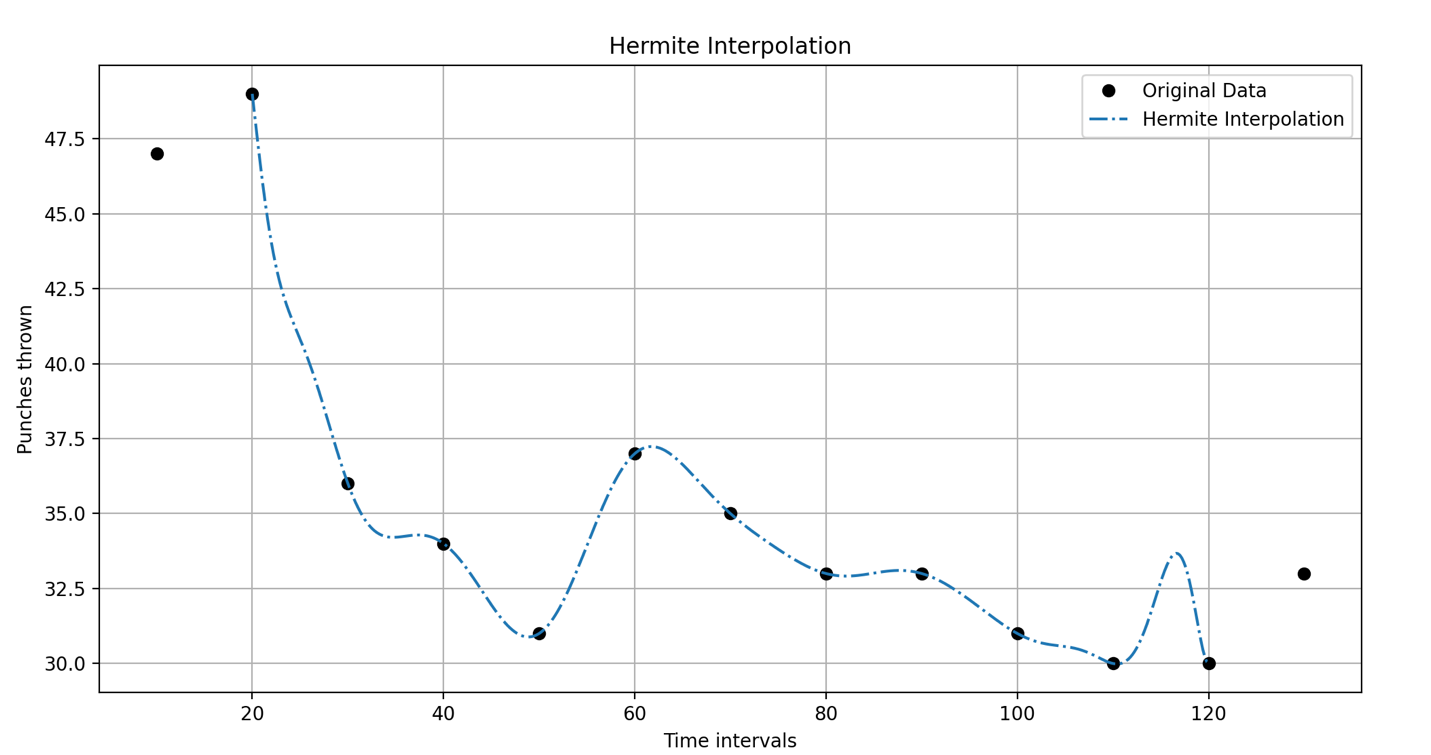 Hermite Interpolation
Original Data
Hermite Interpolation
47.5
45.0
42.5
40.0
37.5
35.0
32.5
30.0
Punches thrown
20 40 60 80 100 120
Time intervals